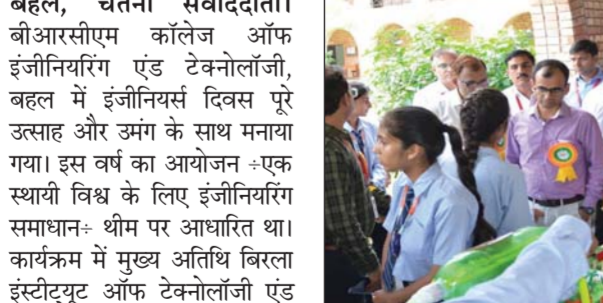 बहल, चेतना संवाददाता।
बीआरसीएम कॉलेज ऑफ
इंजीनियरिंग एंड टेक्नोलॉजी,
बहल में इंजीनियर्स दिवस पूरे
उत्साह और उमंग के साथ मनाया
गया। इस वर्ष का आयोजन ÷एक
स्थायी विश्व के लिए इंजीनियरिंग
समाधान÷ थीम पर आधारित था।
कार्यक्रम में मुख्य अतिथि बिरला
इंस्टीट्यूट ऑफ टेक्नोलॉजी एंड